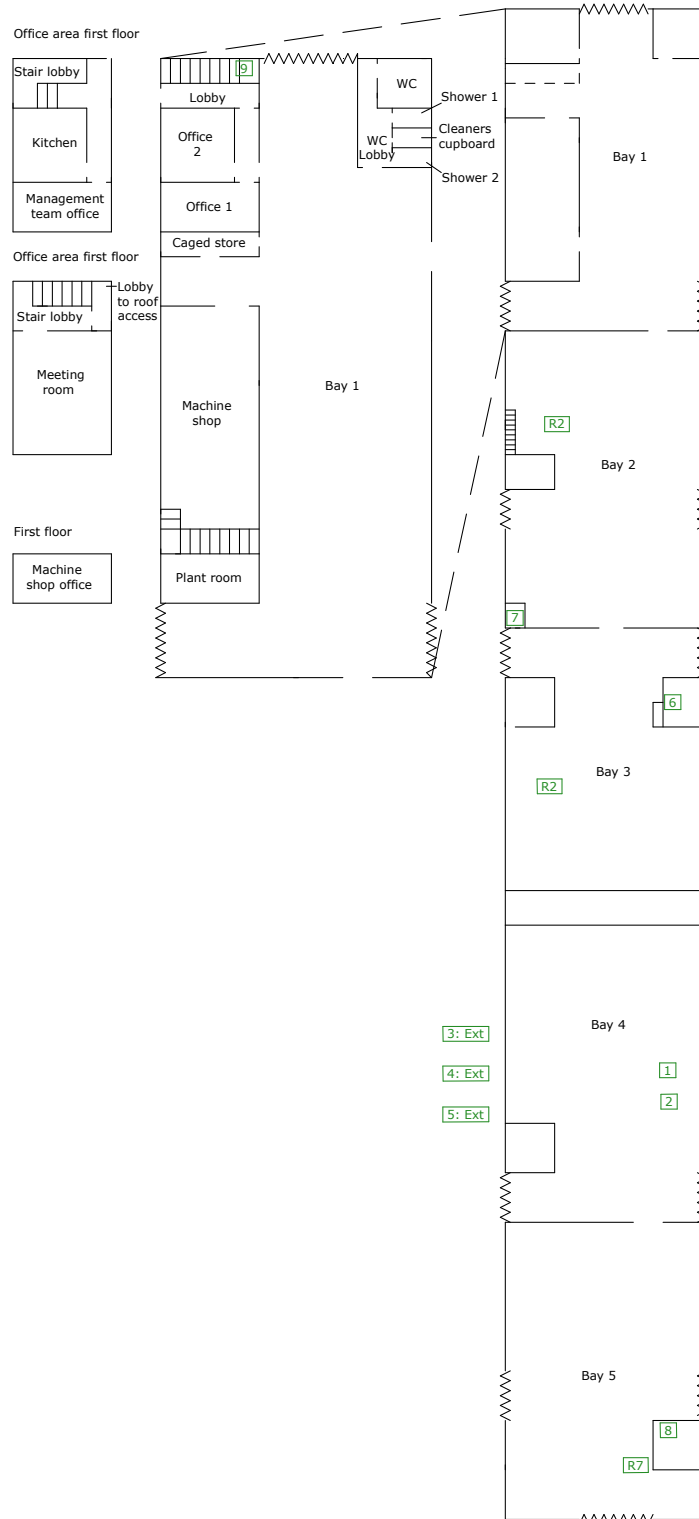 Office area first floor
Stair lobby
Kitchen
Management
team office
Office area first floor
Lobby
to roof
access
Stair lobby
Meeting
room
First floor
Machine
shop office
9
Lobby
Office
2
Office 1
Caged store
Machine
shop
Plant room
Bay 1
WC
WC
Lobby
Shower 1
Cleaners
cupboard
Shower 2
Bay 1
R2
Bay 2
7
6
Bay 3
R2
Bay 4
3: Ext
4: Ext
5: Ext
1
2
Bay 5
8
R7